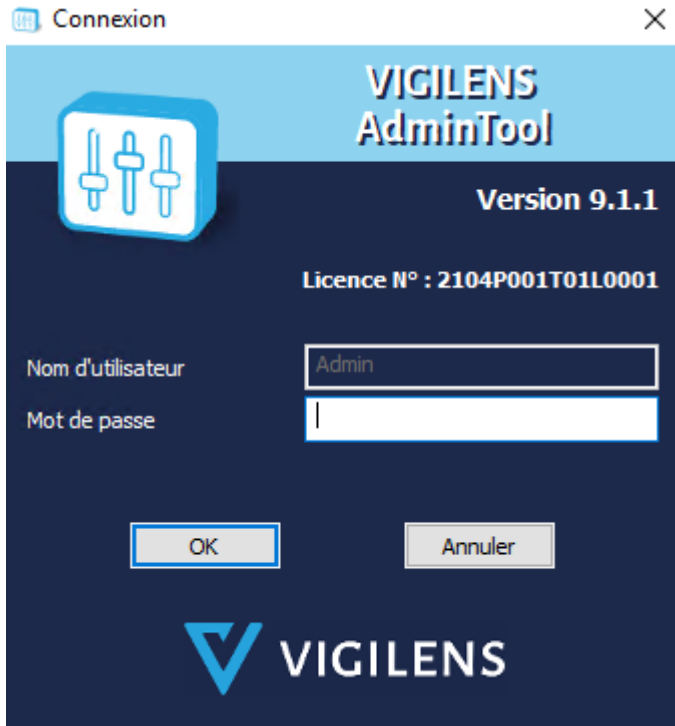 Connexion
VIGILENS
AdminTool
Version 9.1.1
Licence N° : 2104P001T01L0001
Nom d'utilisateur
Admin
Mot de passe
OK
Annuler
VIGILENS